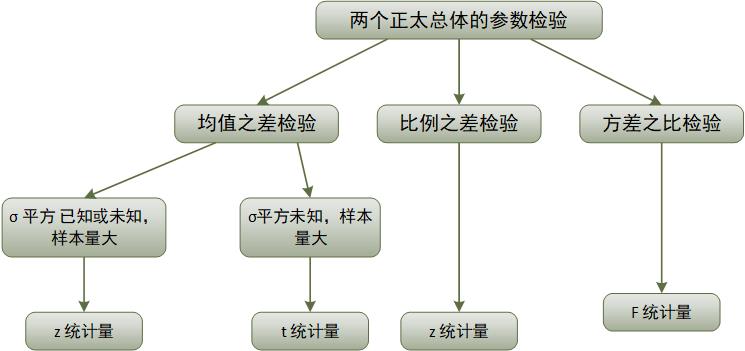 两个正太总体的参数检验
均值之差检验
比例之差检验
方差之比检验
σ 平方 已知或未知，
样本量大
σ平方未知，样本
量大
z 统计量
t 统计量
z 统计量
F 统计量